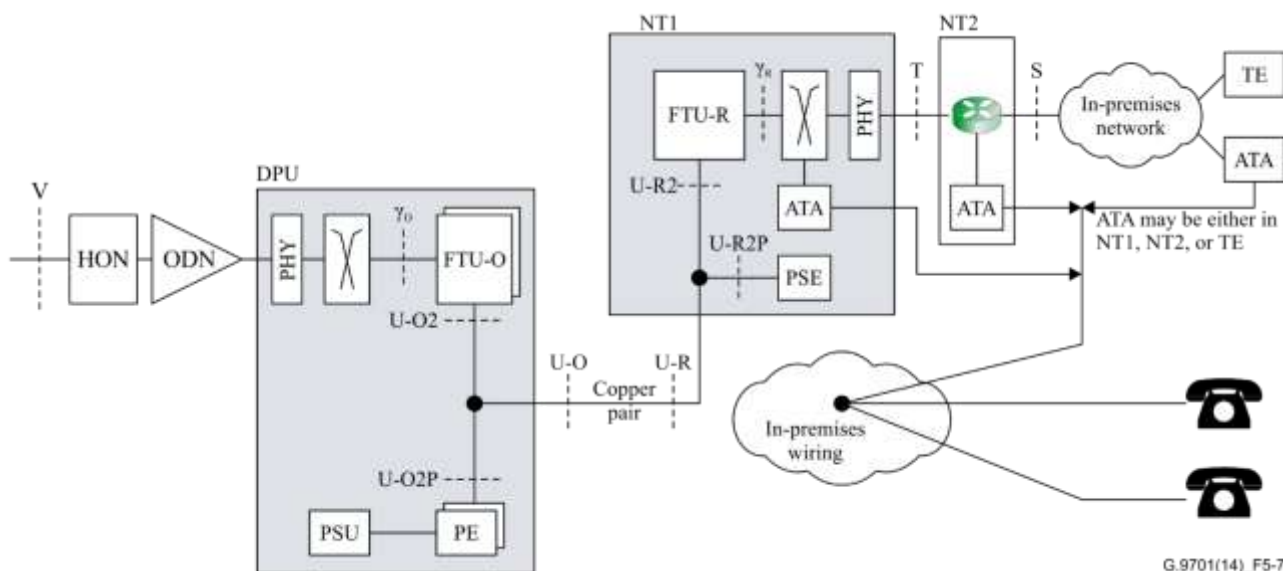 NT1
NT2
FTU-R
γR
PHY
T
S
In-premises
network
TE
ATA
U-R2
ATA
ATA
ATA may be either in
NT1, NT2, or TE
U-R2P
PSE
DPU
V
HON
ODN
PHY
γO
FTU-O
U-O2
U-O
U-R
Copper
pair
In-premises
wiring
U-O2P
PSU
PE
G.9701(14)_F5-7